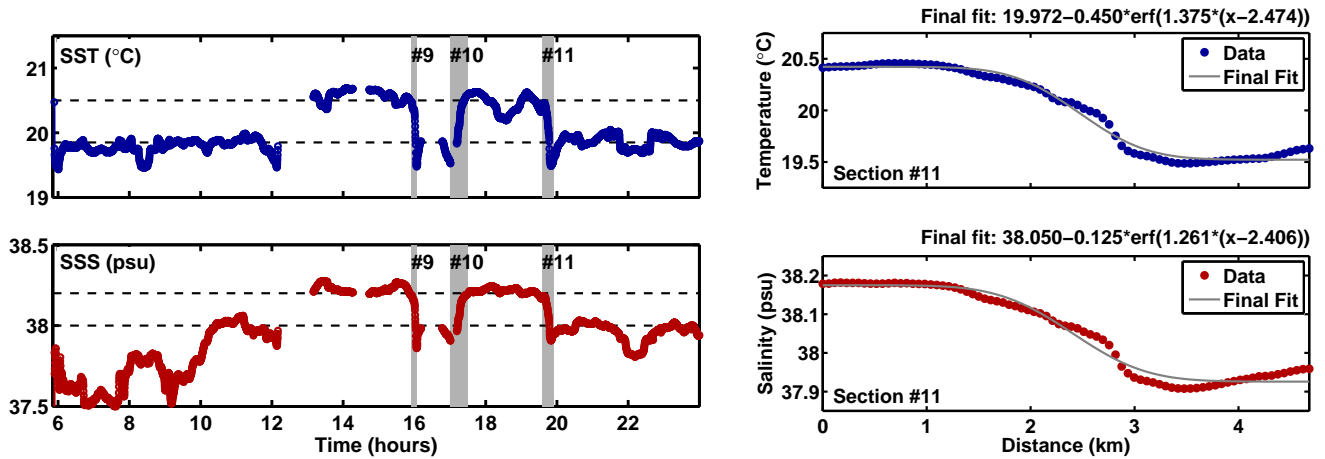 SST (°C)
#9
#10
#11
21
20
19
SSS (psu)
#9
#10
#11
38.5
38
37.5
6
8
10
12
14
16
18
20
22
Time (hours)
Final fit: 19.972−0.450*erf(1.375*(x−2.474))
Temperature (°C)
20.5
20
19.5
Data
Final Fit
Section #11
Final fit: 38.050−0.125*erf(1.261*(x−2.406))
Salinity (psu)
38.2
38.1
38
37.9
Data
Final Fit
Section #11
0
1
2
3
4
Distance (km)